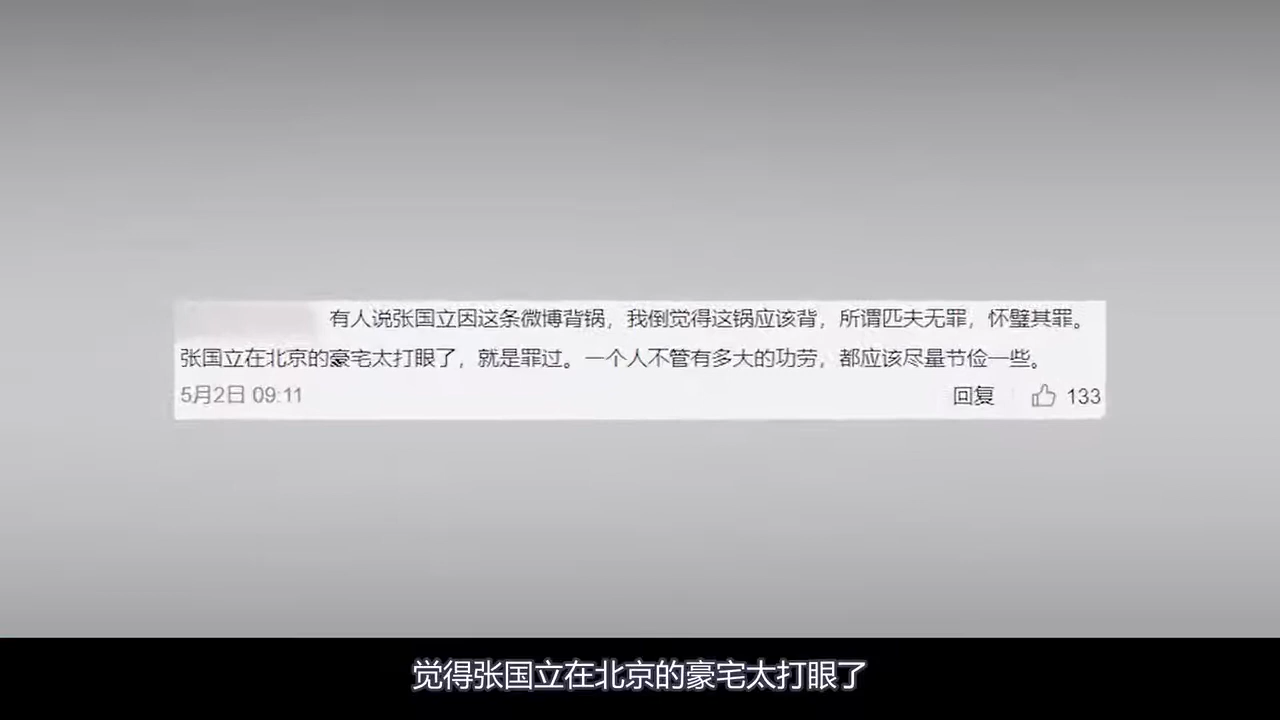 有人说张国立因这条微博背锅，我倒觉得这锅应该背，所谓匹夫无罪，怀璧其罪。
张国立在北京的豪宅太打眼了，就是罪过。一个人不管有多大的功劳，都应该尽量节俭一些。
5月2日 09:11 回复 133
觉得张国立在北京的豪宅太打眼了